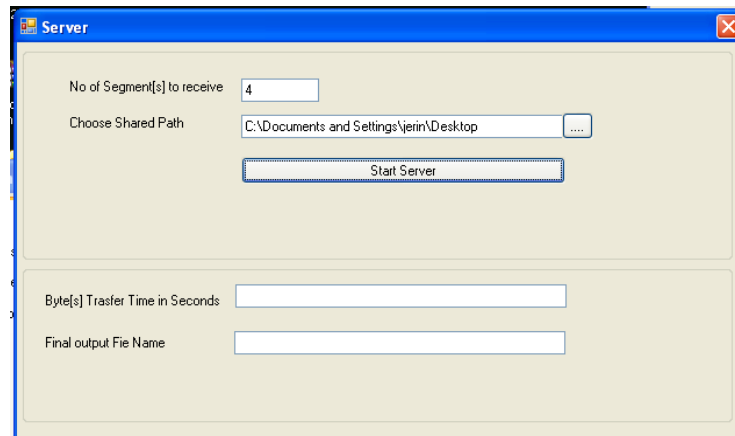 Server
No of Segment[s] to receive 4
Choose Shared Path C:\Documents and Settings\jerin\Desktop ....
Start Server
Byte[s] Trasfer Time in Seconds
Final output Fie Name